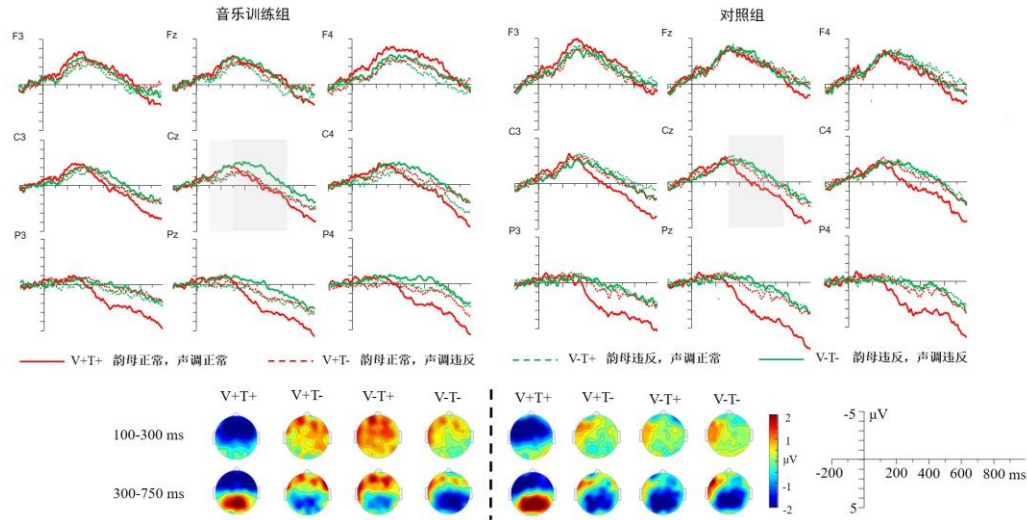 音乐训练组 对照组
F3 Fz F4 F3 Fz F4
C3 Cz C4 C3 Cz C4
P3 Pz P4 P3 Pz P4
V+T+ 韵母正常，声调正常 V+T- 韵母正常，声调违反 V-T+ 韵母违反，声调正常 V-T- 韵母违反，声调违反
V+T+ V+T- V-T+ V-T- V+T+ V+T- V-T+ V-T-
100-300 ms
300-750 ms
2
1
μV
-1
-2
-5 μV
-200 200 400 600 800 ms
5